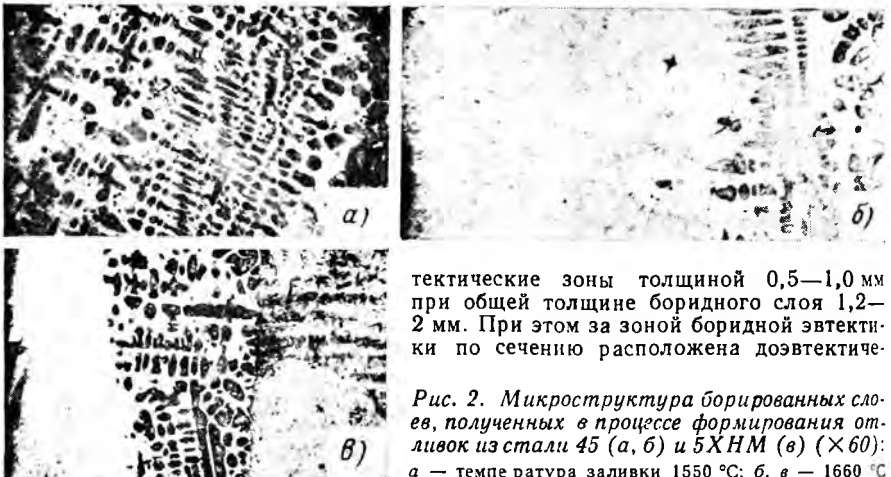 а)
б)
в)
тектические зоны толщиной 0,5—1,0 мм
при общей толщине боридного слоя 1,2—
2 мм. При этом за зоной боридной эвтекти-
ки по сечению расположена доэвтектиче-
Рис. 2. Микроструктура борированных сло-
ев, полученных в процессе формирования от-
ливок из стали 45 (а, б) и 5ХНМ (в) (×60):
а — температура заливки 1550 °С; б, в — 1660 °С